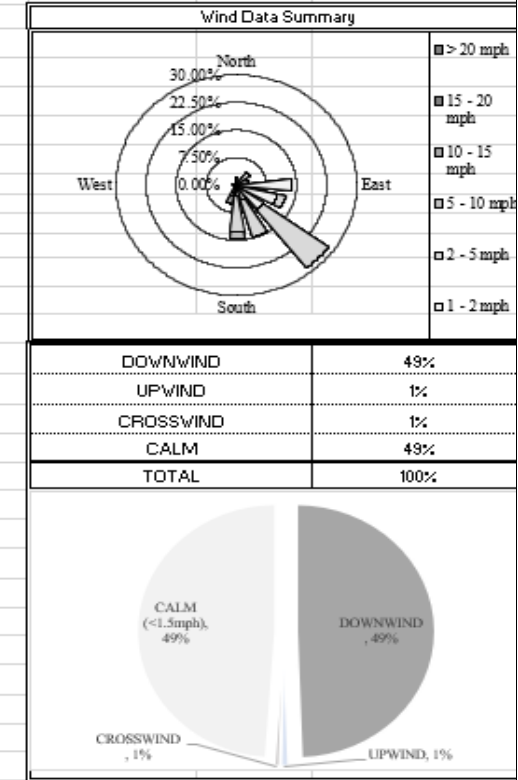 Wind Data Summary
North
30.00%
22.50%
15.00%
7.50%
0.00%
West
East
South
> 20 mph
15 - 20
mph
10 - 15
mph
5 - 10 mph
2 - 5 mph
1 - 2 mph
DOWNWIND 49%
UPWIND 1%
CROSSWIND 1%
CALM 49%
TOTAL 100%
CALM
(<1.5mph),
49%
DOWNWIND
, 49%
CROSSWIND
, 1%
UPWIND, 1%